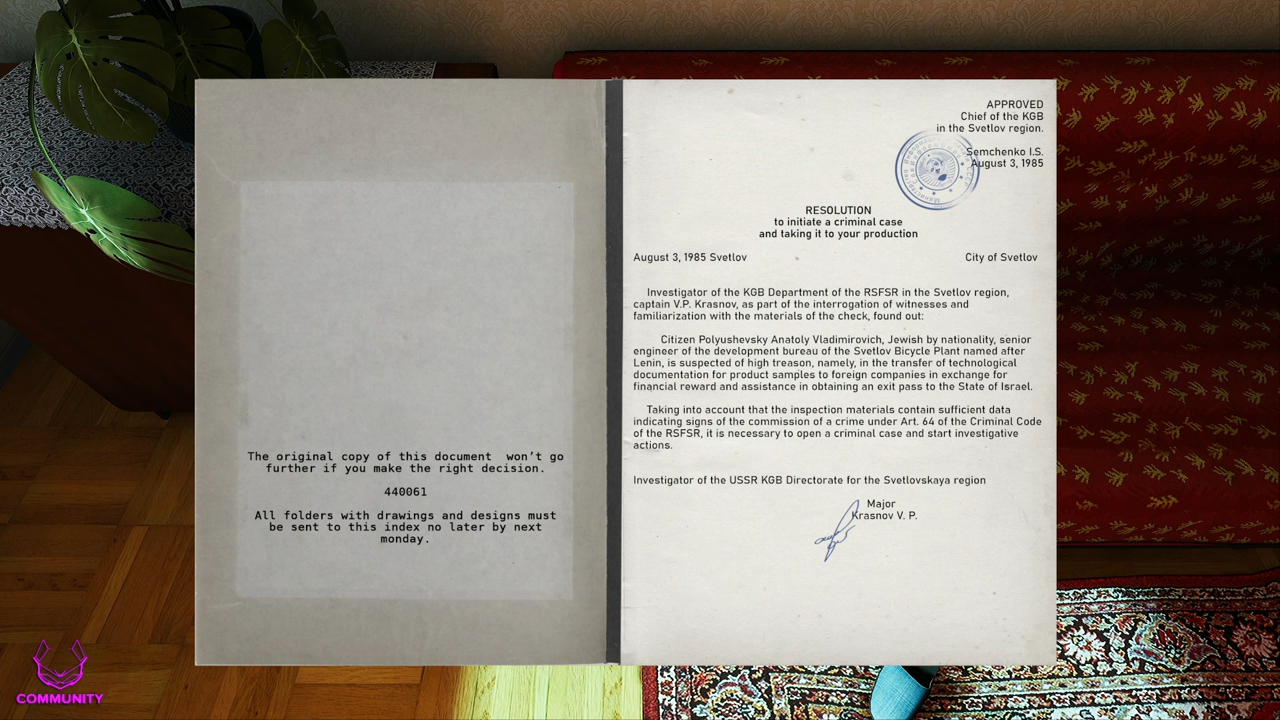 The original copy of this document won't go
further if you make the right decision.
440061
All folders with drawings and designs must
be sent to this index no later by next
monday.
APPROVED
Chief of the KGB
in the Svetlov region.
Semchenko I.S.
August 3, 1985
RESOLUTION
to initiate a criminal case
and taking it to your production
August 3, 1985 Svetlov
City of Svetlov
Investigator of the KGB Department of the RSFSR in the Svetlov region,
captain V.P. Krasnov, as part of the interrogation of witnesses and
familiarization with the materials of the check, found out:
Citizen Polyushevsky Anatoly Vladimirovich, Jewish by nationality, senior
engineer of the development bureau of the Svetlov Bicycle Plant named after
Lenin, is suspected of high treason, namely, in the transfer of technological
documentation for product samples to foreign companies in exchange for
financial reward and assistance in obtaining an exit pass to the State of Israel.
Taking into account that the inspection materials contain sufficient data
indicating signs of the commission of a crime under Art. 64 of the Criminal Code
of the RSFSR, it is necessary to open a criminal case and start investigative
actions.
Investigator of the USSR KGB Directorate for the Svetlovskaya region
Major
Krasnov V. P.
COMMUNITY